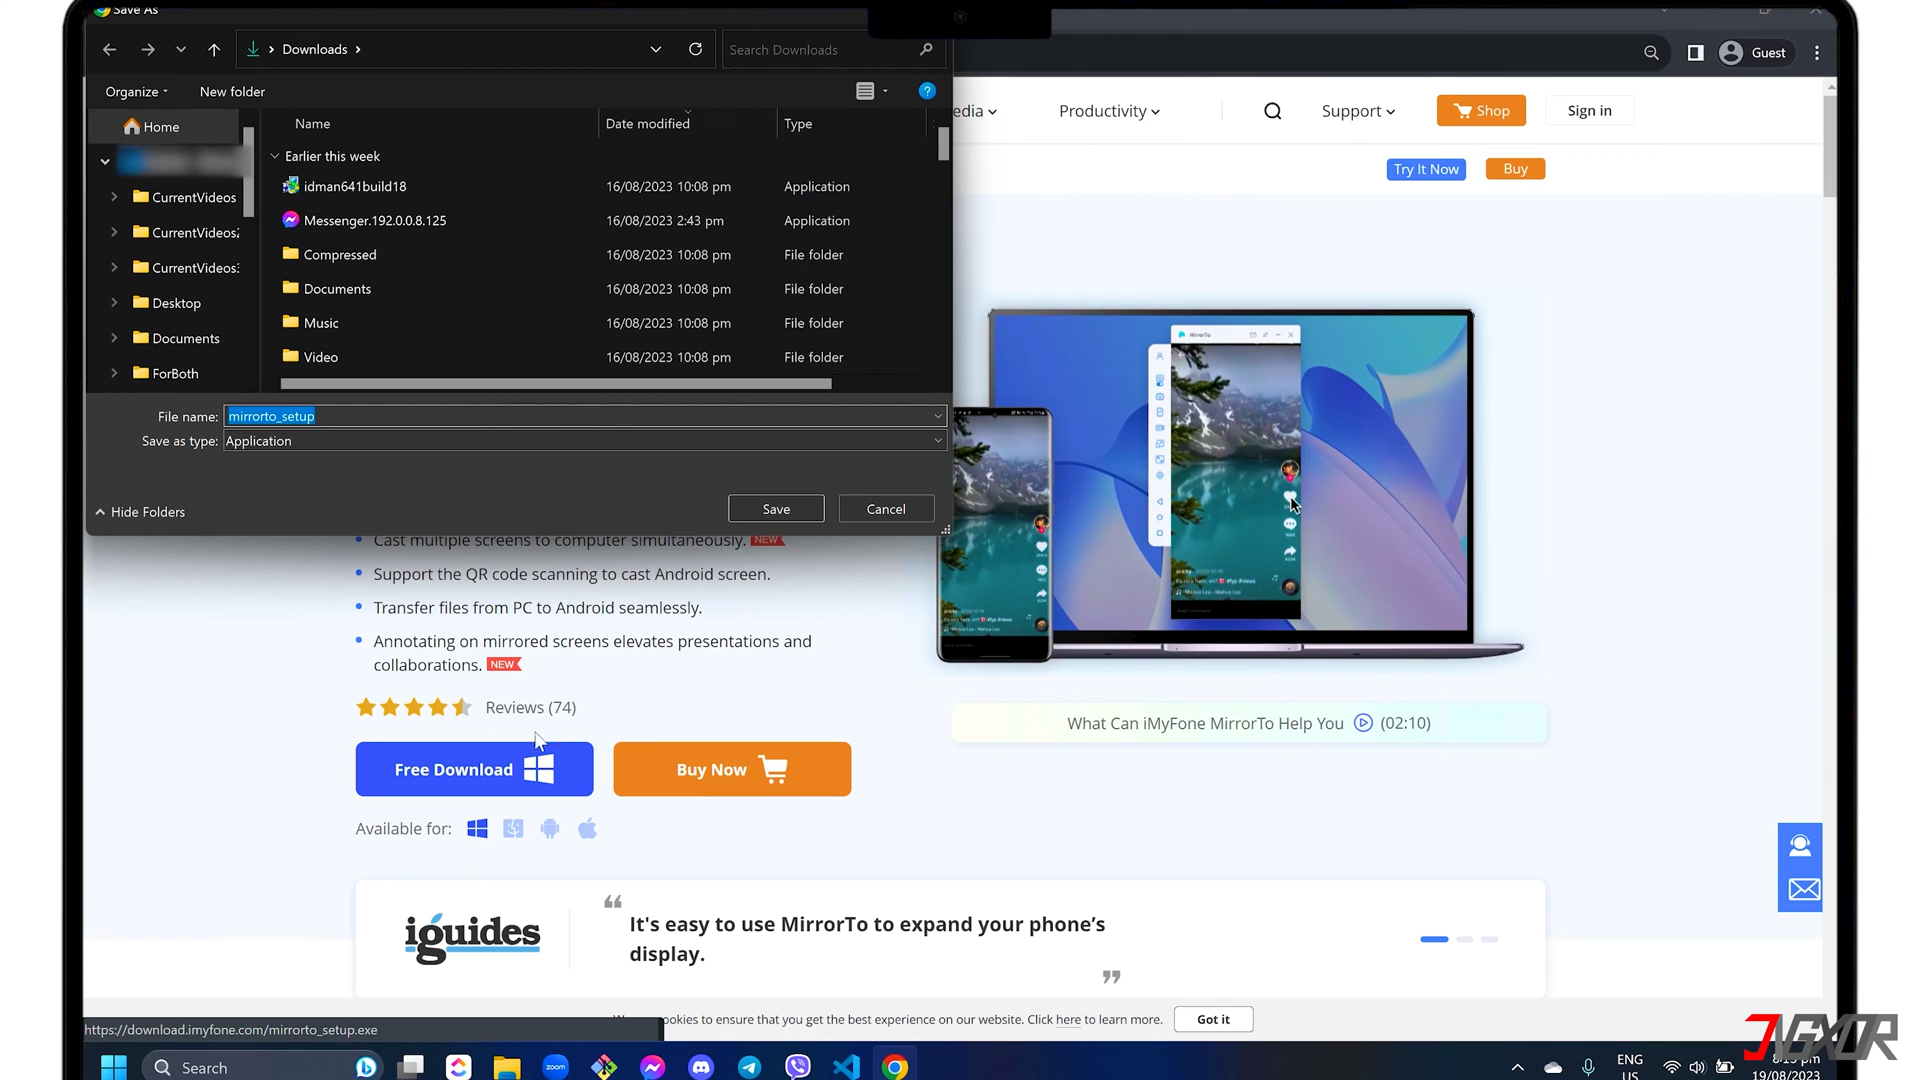 Save As
Downloads
Search Downloads
Organize
New folder
Home
CurrentVideos
CurrentVideos2
CurrentVideos3
Desktop
Documents
ForBoth
Name Date modified Type
Earlier this week
idman641build18 16/08/2023 10:08 pm Application
Messenger.192.0.0.8.125 16/08/2023 2:43 pm Application
Compressed 16/08/2023 10:08 pm File folder
Documents 16/08/2023 10:08 pm File folder
Music 16/08/2023 10:08 pm File folder
Video 16/08/2023 10:08 pm File folder
File name: mirrorto_setup
Save as type: Application
Hide Folders
Save Cancel
Guest
edia Productivity Support Shop Sign in
Try It Now Buy
MirrorTo
Cast multiple screens to computer simultaneously. NEW
Support the QR code scanning to cast Android screen.
Transfer files from PC to Android seamlessly.
Annotating on mirrored screens elevates presentations and
collaborations. NEW
Reviews (74)
What Can iMyFone MirrorTo Help You (02:10)
Free Download
Buy Now
Available for:
iguides
“ It's easy to use MirrorTo to expand your phone’s
display. ”
cookies to ensure that you get the best experience on our website. Click here to learn more. Got it
https://download.imyfone.com/mirrorto_setup.exe
Search
zoom
ENG
US
19/08/2023
JIGXOR